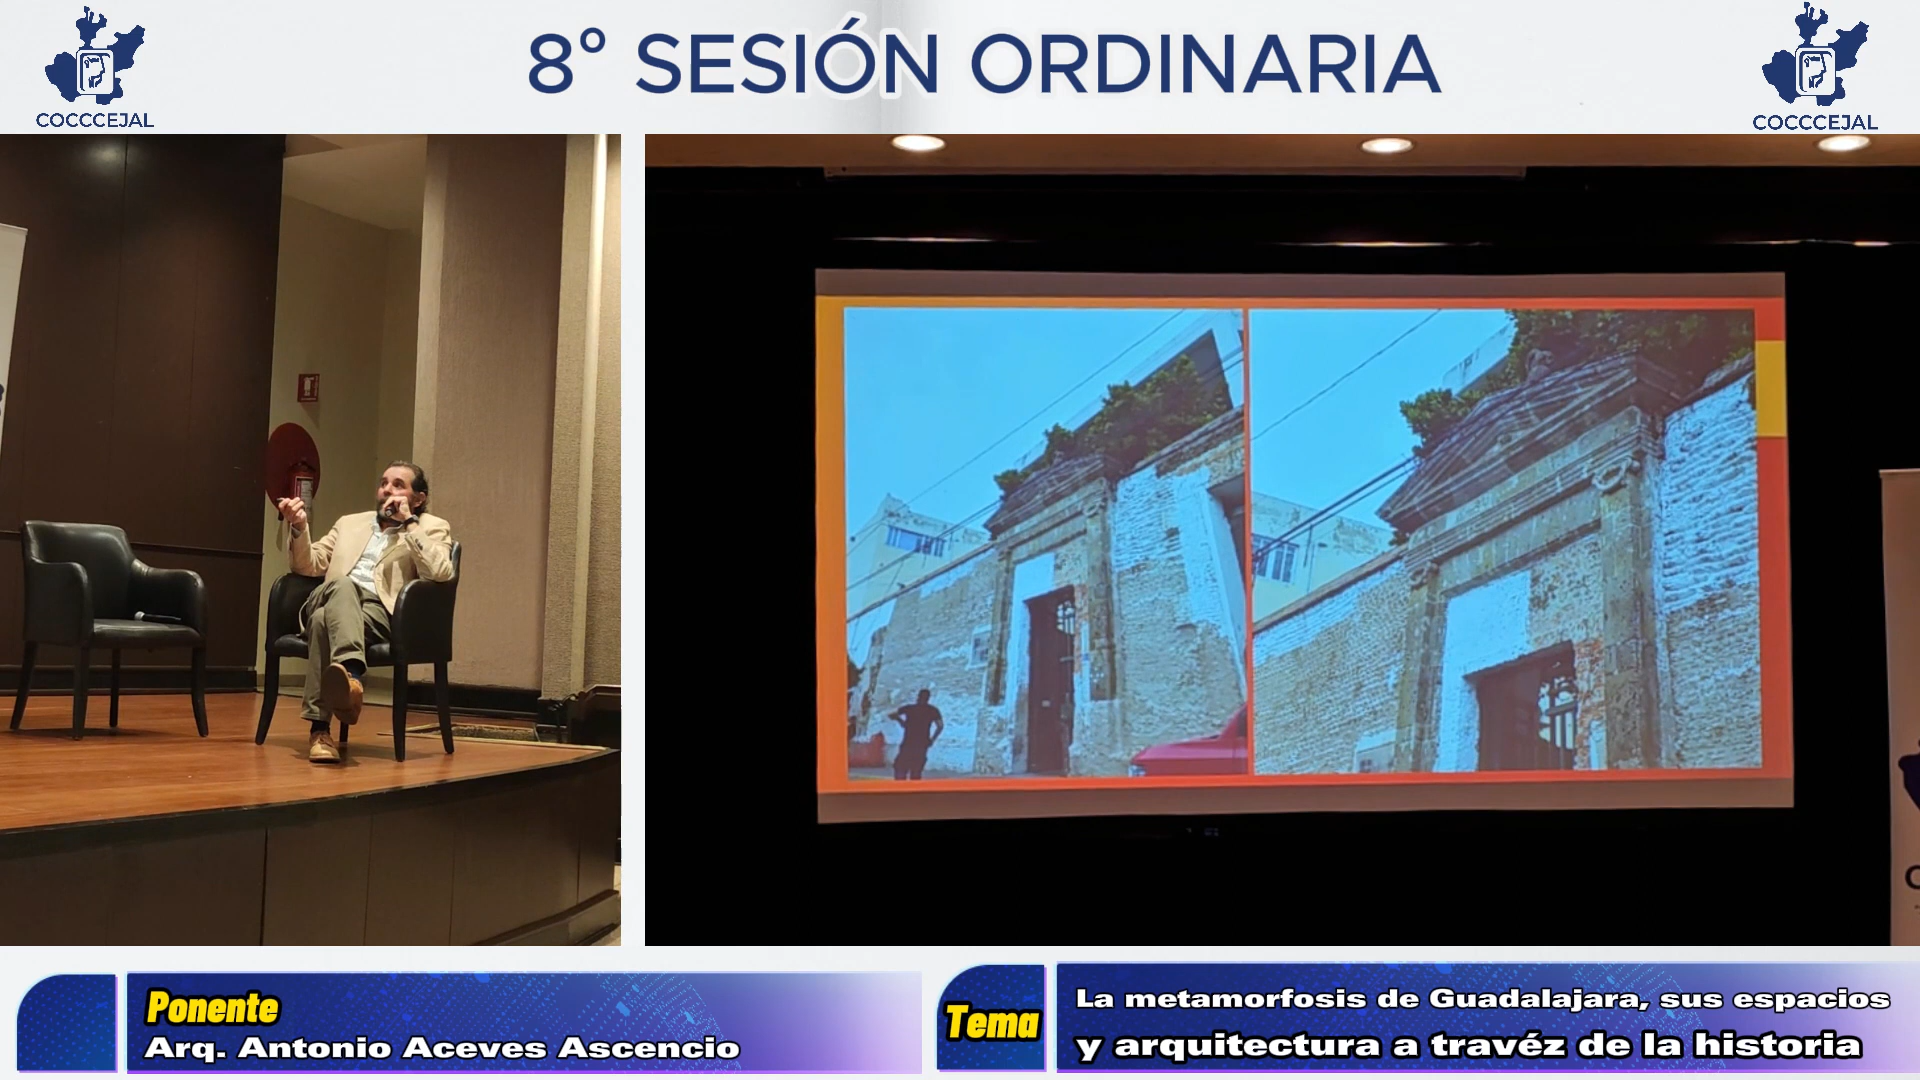 8° SESIÓN ORDINARIA
COCCCEJAL
COCCCEJAL
Ponente
Arq. Antonio Aceves Ascencio
Tema
La metamorfosis de Guadalajara, sus espacios
y arquitectura a travéz de la historia